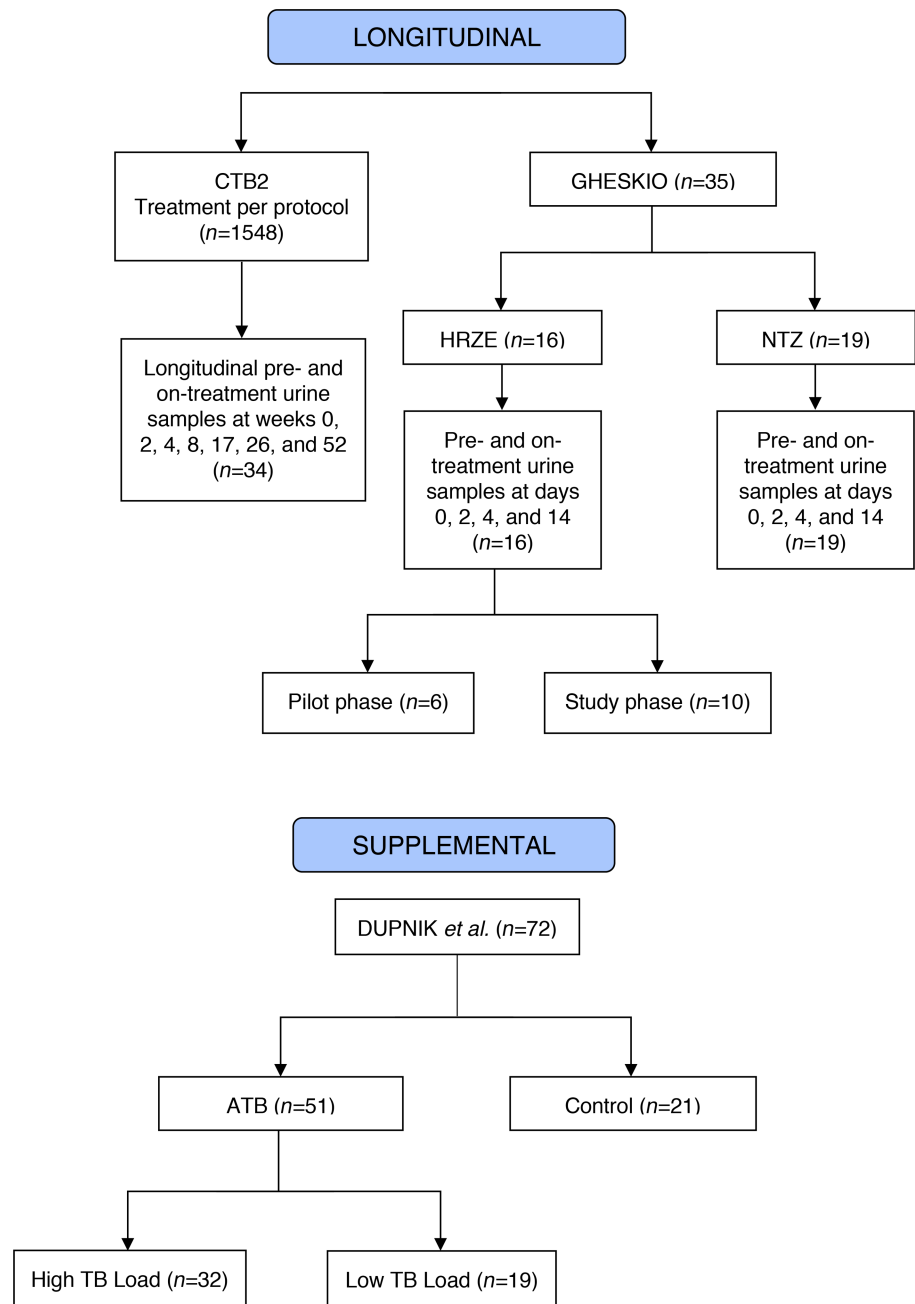 LONGITUDINAL
CTB2
Treatment per protocol
(n=1548)
GHESKIO (n=35)
Longitudinal pre- and
on-treatment urine
samples at weeks 0,
2, 4, 8, 17, 26, and 52
(n=34)
HRZE (n=16)
NTZ (n=19)
Pre- and on-
treatment urine
samples at days
0, 2, 4, and 14
(n=16)
Pre- and on-
treatment urine
samples at days
0, 2, 4, and 14
(n=19)
Pilot phase (n=6)
Study phase (n=10)
SUPPLEMENTAL
DUPNIK et al. (n=72)
ATB (n=51)
Control (n=21)
High TB Load (n=32)
Low TB Load (n=19)